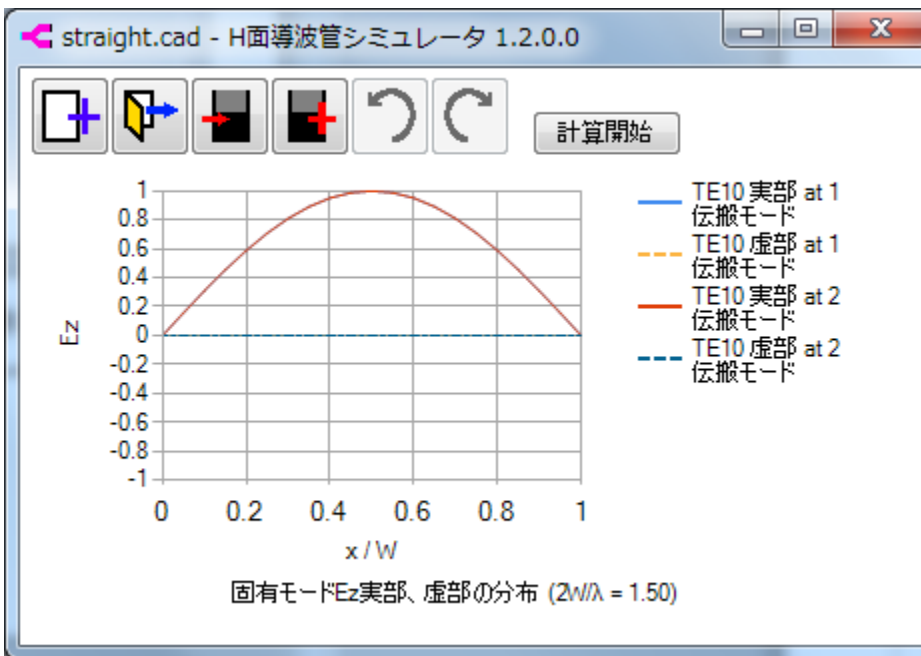 straight.cad - H面導波管シミュレータ 1.2.0.0
計算開始
1
0.8
0.6
0.4
0.2
0
-0.2
-0.4
-0.6
-0.8
-1
Ez
0 0.2 0.4 0.6 0.8 1
x / W
TE10 実部 at 1
伝搬モード
TE10 虚部 at 1
伝搬モード
TE10 実部 at 2
伝搬モード
TE10 虚部 at 2
伝搬モード
固有モードEz実部、虚部の分布 (2W/λ = 1.50)